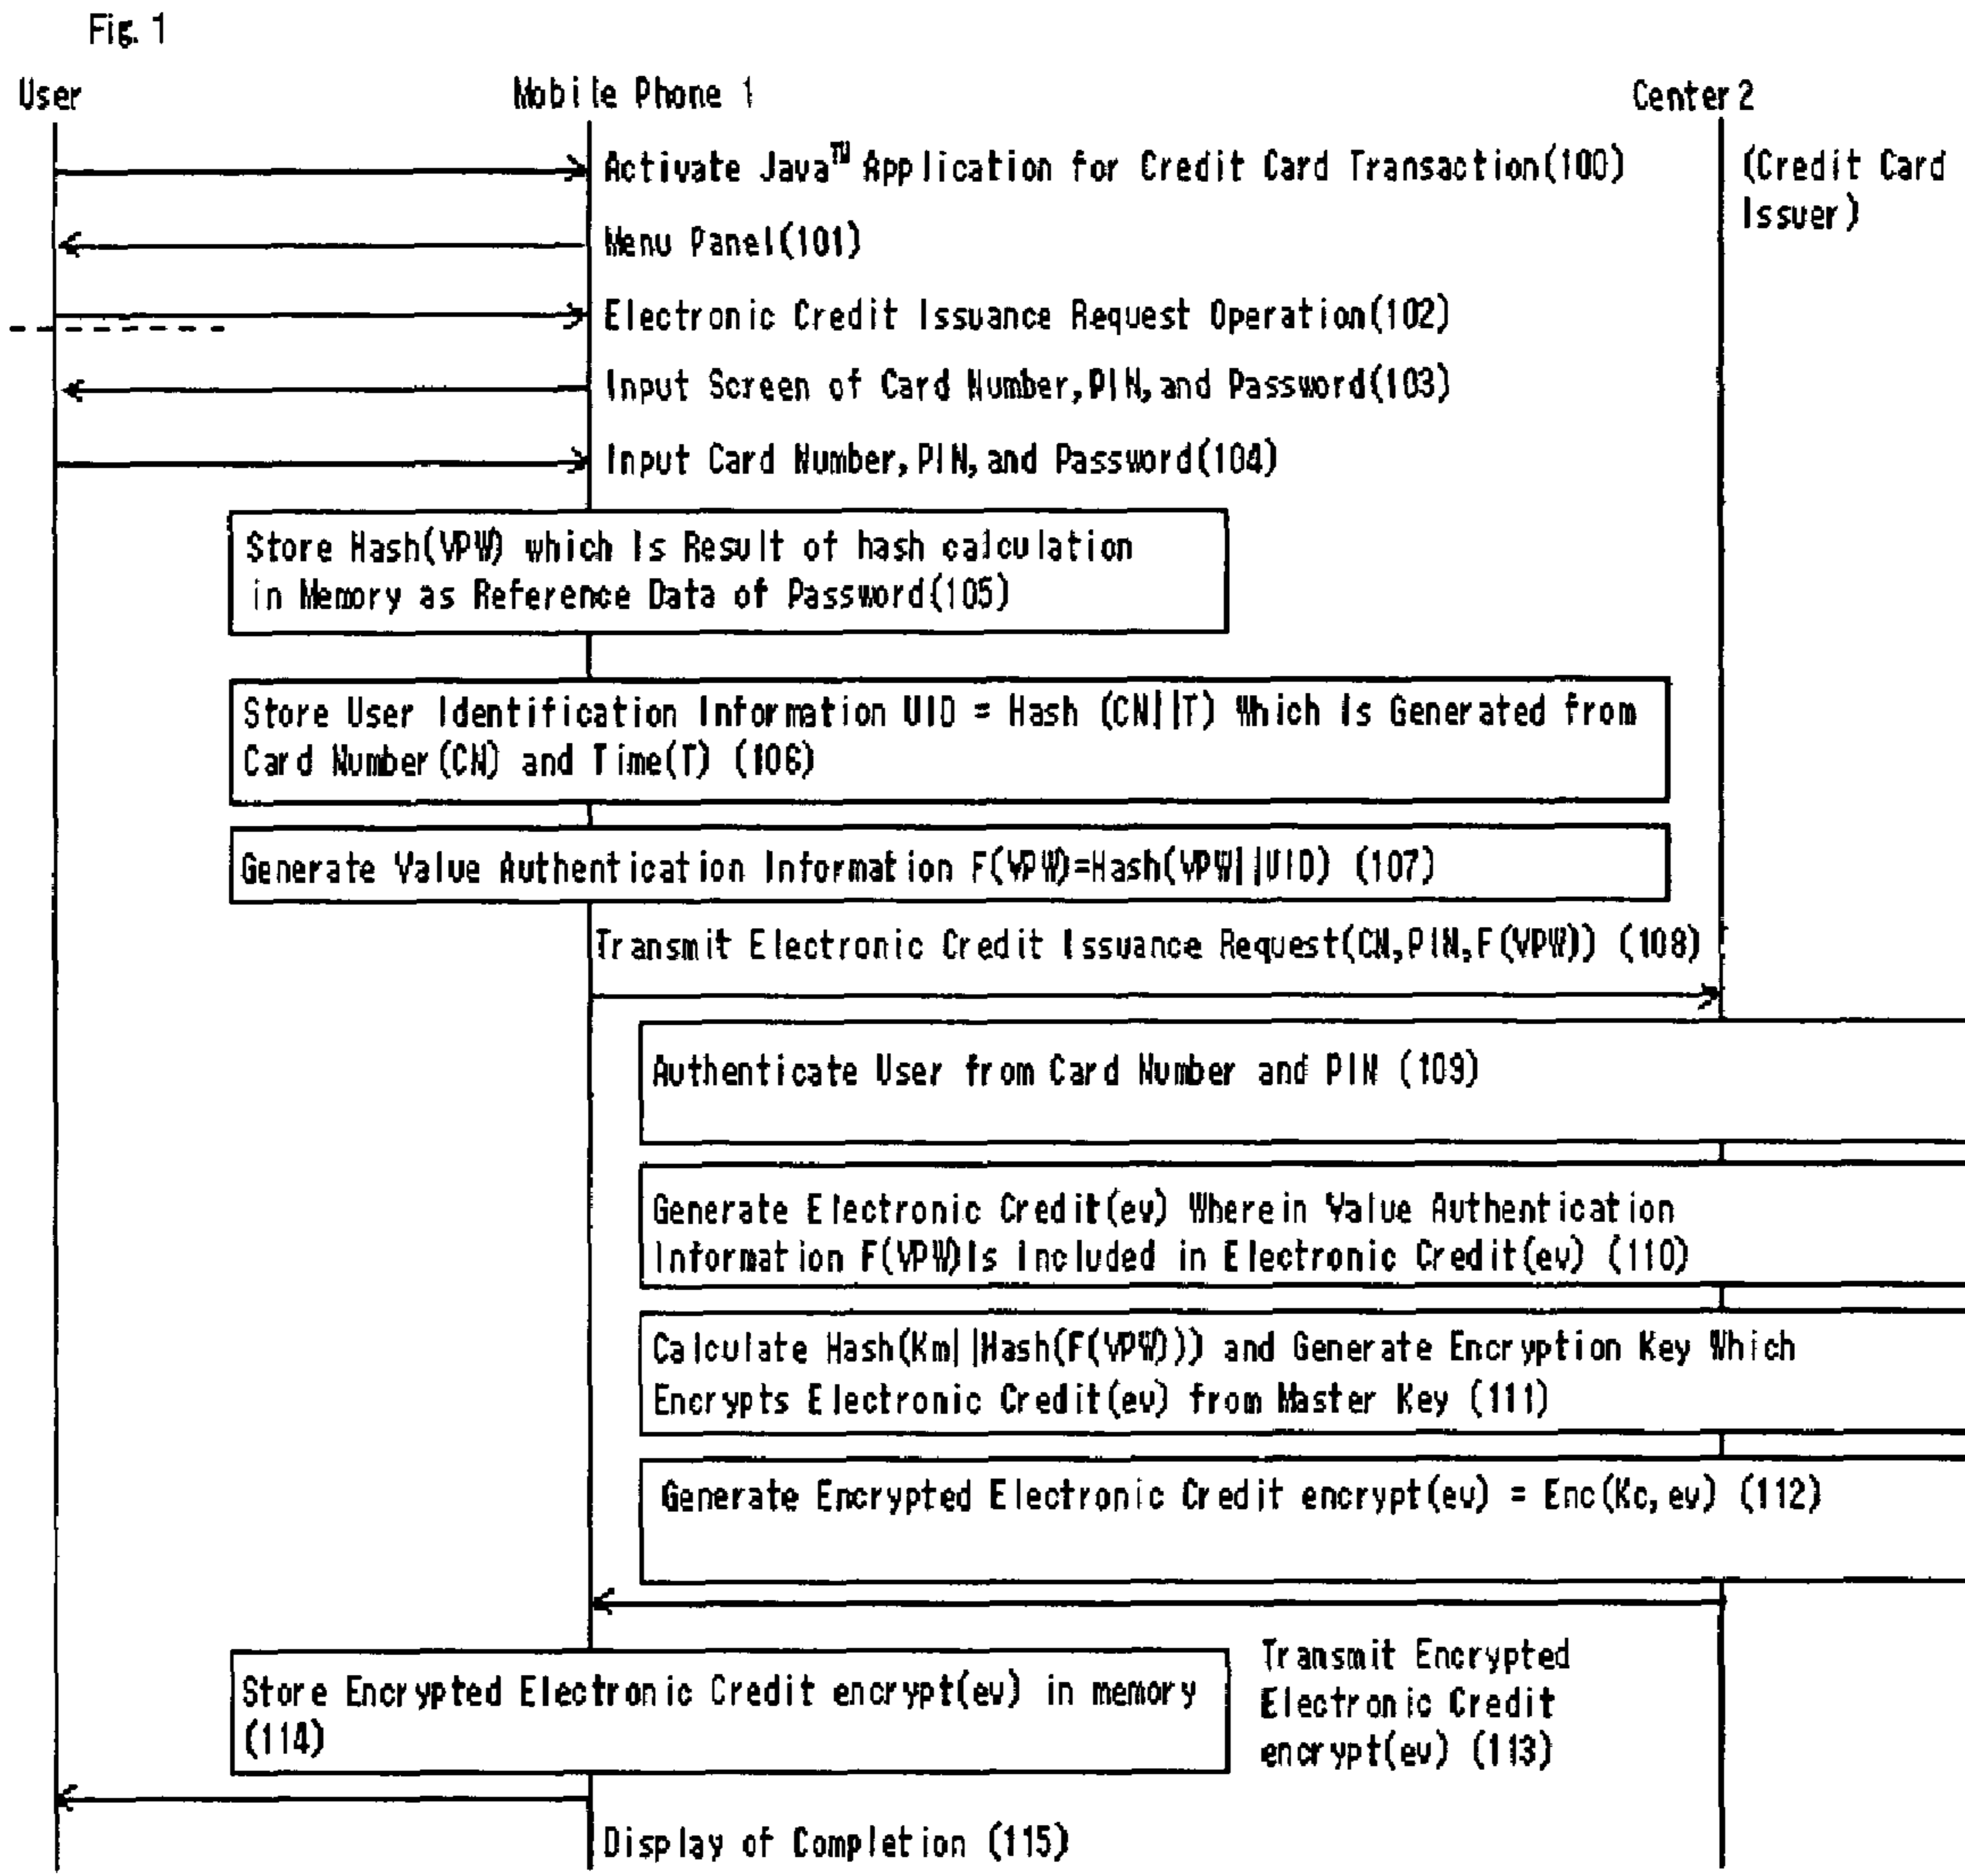 Fig. 1
User
Mobile Phone 1
Center 2
Activate Java™ Application for Credit Card Transaction(100)
(Credit Card
Issuer)
Menu Panel(101)
Electronic Credit Issuance Request Operation(102)
Input Screen of Card Number,PIN,and Password(103)
Input Card Number,PIN,and Password(104)
Store Hash(VPW) which Is Result of hash calculation
in Memory as Reference Data of Password(105)
Store User Identification Information UID = Hash (CN||T) Which Is Generated from
Card Number(CN) and Time(T) (106)
Generate Value Authentication Information F(VPW)=Hash(VPW||UID) (107)
Transmit Electronic Credit Issuance Request(CN,PIN,F(VPW)) (108)
Authenticate User from Card Number and PIN (109)
Generate Electronic Credit(ev) Wherein Value Authentication
Information F(VPW)Is Included in Electronic Credit(ev) (110)
Calculate Hash(Km||Hash(F(VPW))) and Generate Encryption Key Which
Encrypts Electronic Credit(ev) from Master Key (111)
Generate Encrypted Electronic Credit encrypt(ev) = Enc(Kc,ev) (112)
Transmit Encrypted
Electronic Credit
encrypt(ev) (113)
Store Encrypted Electronic Credit encrypt(ev) in memory
(114)
Display of Completion (115)